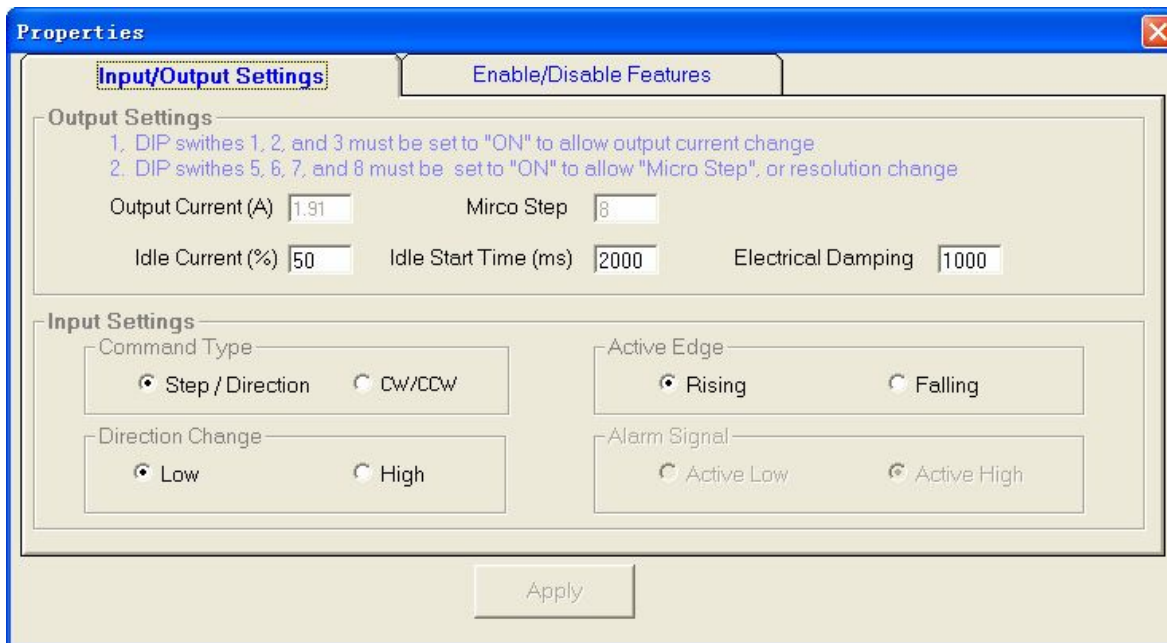 Properties
Input/Output Settings
Enable/Disable Features
Output Settings
1, DIP swithes 1, 2, and 3 must be set to "ON" to allow output current change
2. DIP swithes 5, 6, 7, and 8 must be set to "ON" to allow "Micro Step", or resolution change
Output Current (A) 1.91 Mirco Step 8
Idle Current (%) 50 Idle Start Time (ms) 2000 Electrical Damping 1000
Input Settings
Command Type
Step / Direction CW/CCW
Active Edge
Rising Falling
Direction Change
Low High
Alarm Signal
Active Low Active High
Apply